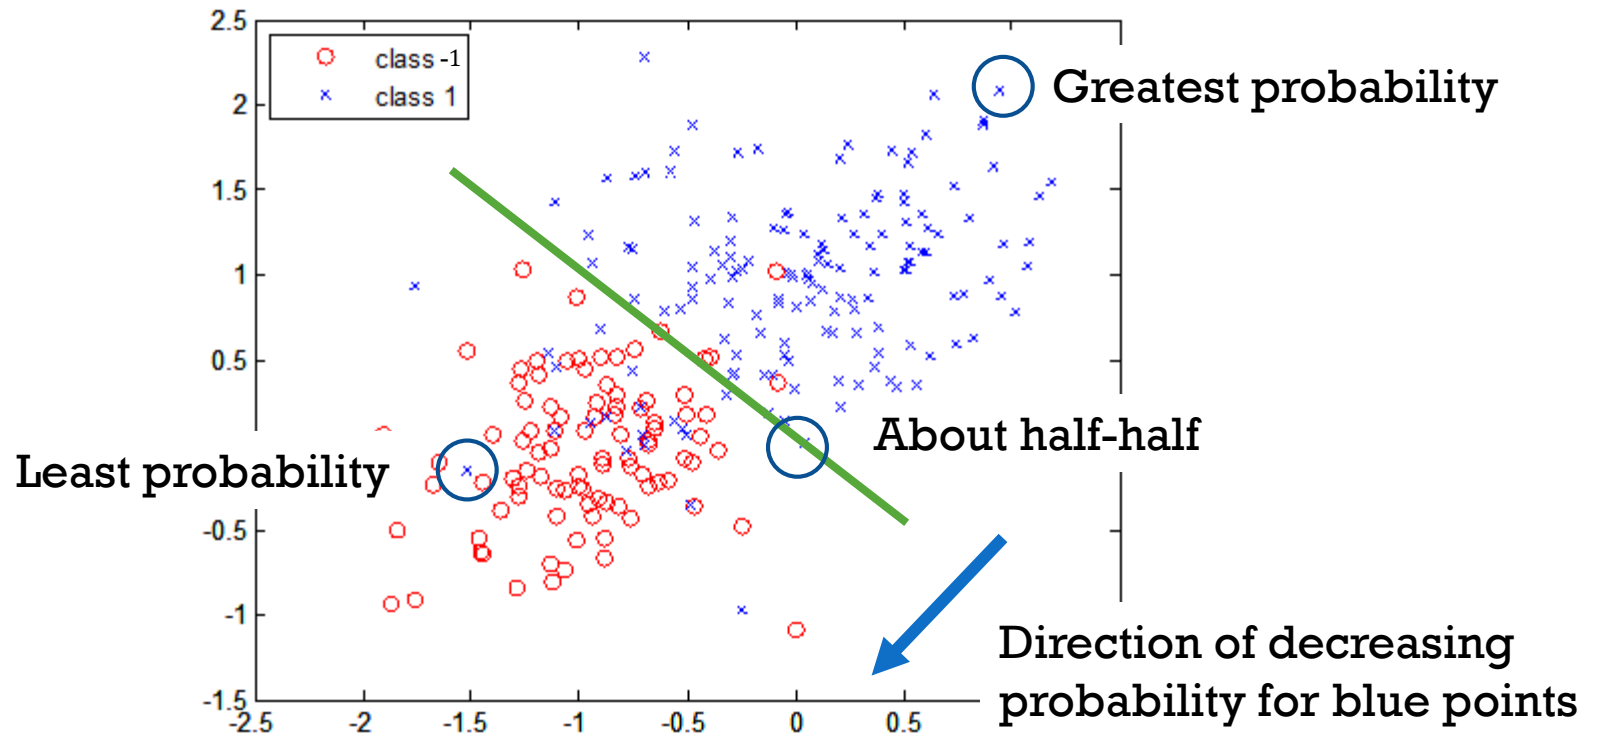 2.5
class -1
class 1
Greatest probability
2
1.5
1
0.5
About half-half
Least probability
-0.5
-1
Direction of decreasing
probability for blue points
-1.5
-2.5 -2 -1.5 -1 -0.5 0 0.5